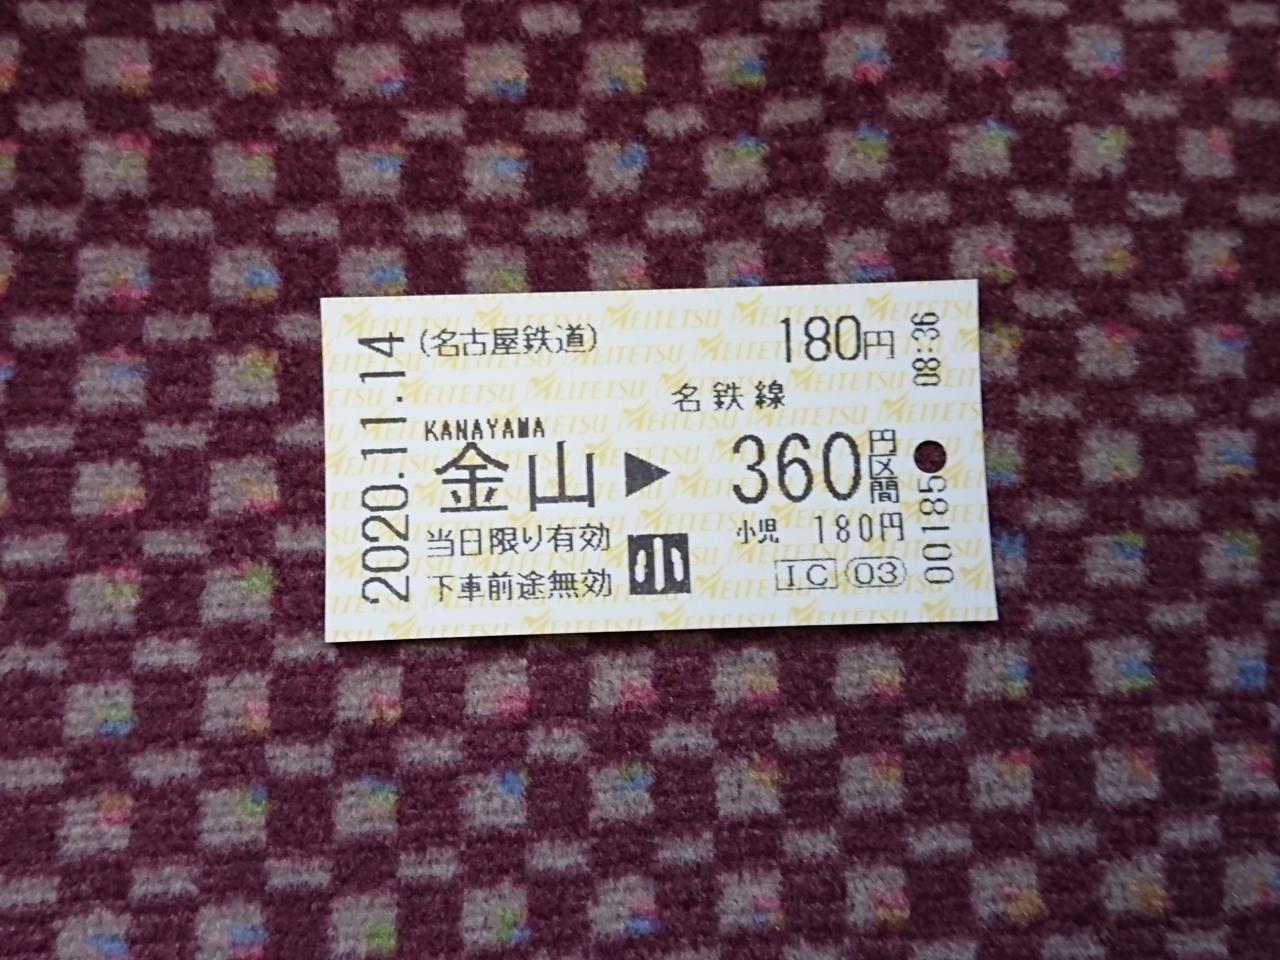 2020.11.14
(名古屋鉄道)
180円
08:36
名鉄線
KANAYAMA
金山▶360円区間
当日限り有効
小
小児 180円
下車前途無効
IC 03
00185
MEITETSU